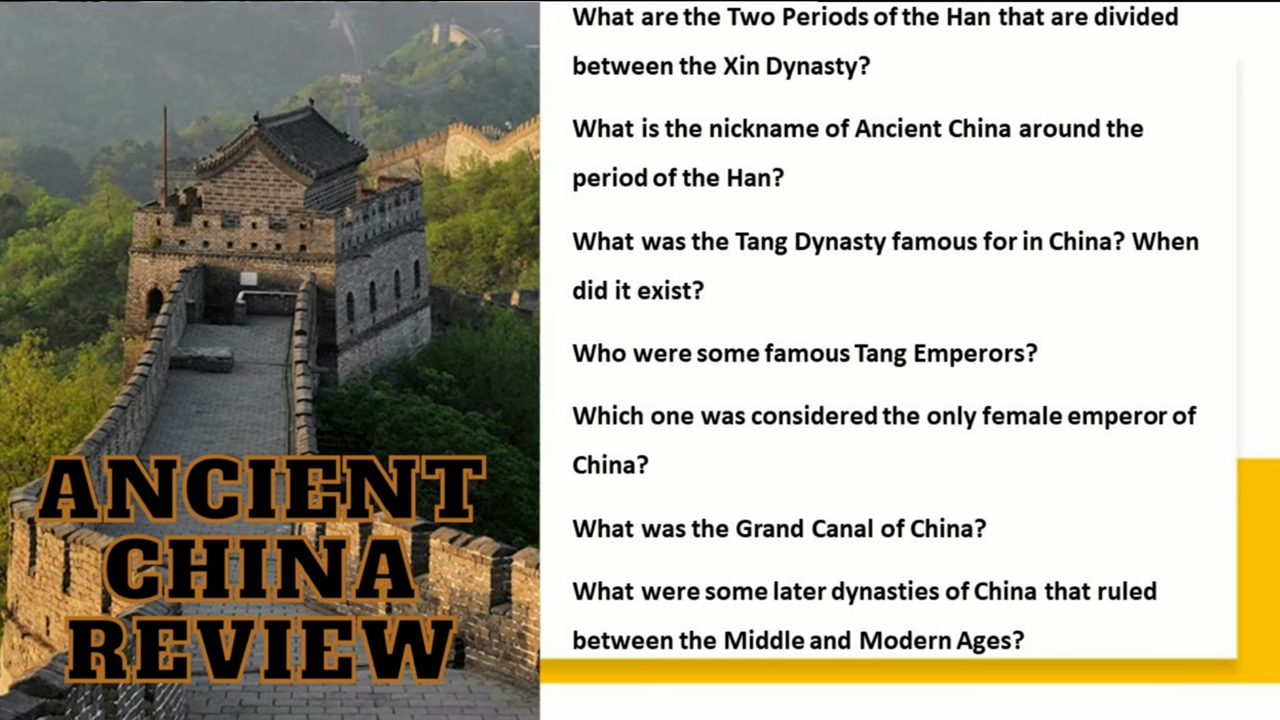 What are the Two Periods of the Han that are divided
between the Xin Dynasty?
What is the nickname of Ancient China around the
period of the Han?
What was the Tang Dynasty famous for in China? When
did it exist?
Who were some famous Tang Emperors?
Which one was considered the only female emperor of
China?
What was the Grand Canal of China?
What were some later dynasties of China that ruled
between the Middle and Modern Ages?
ANCIENT
CHINA
REVIEW